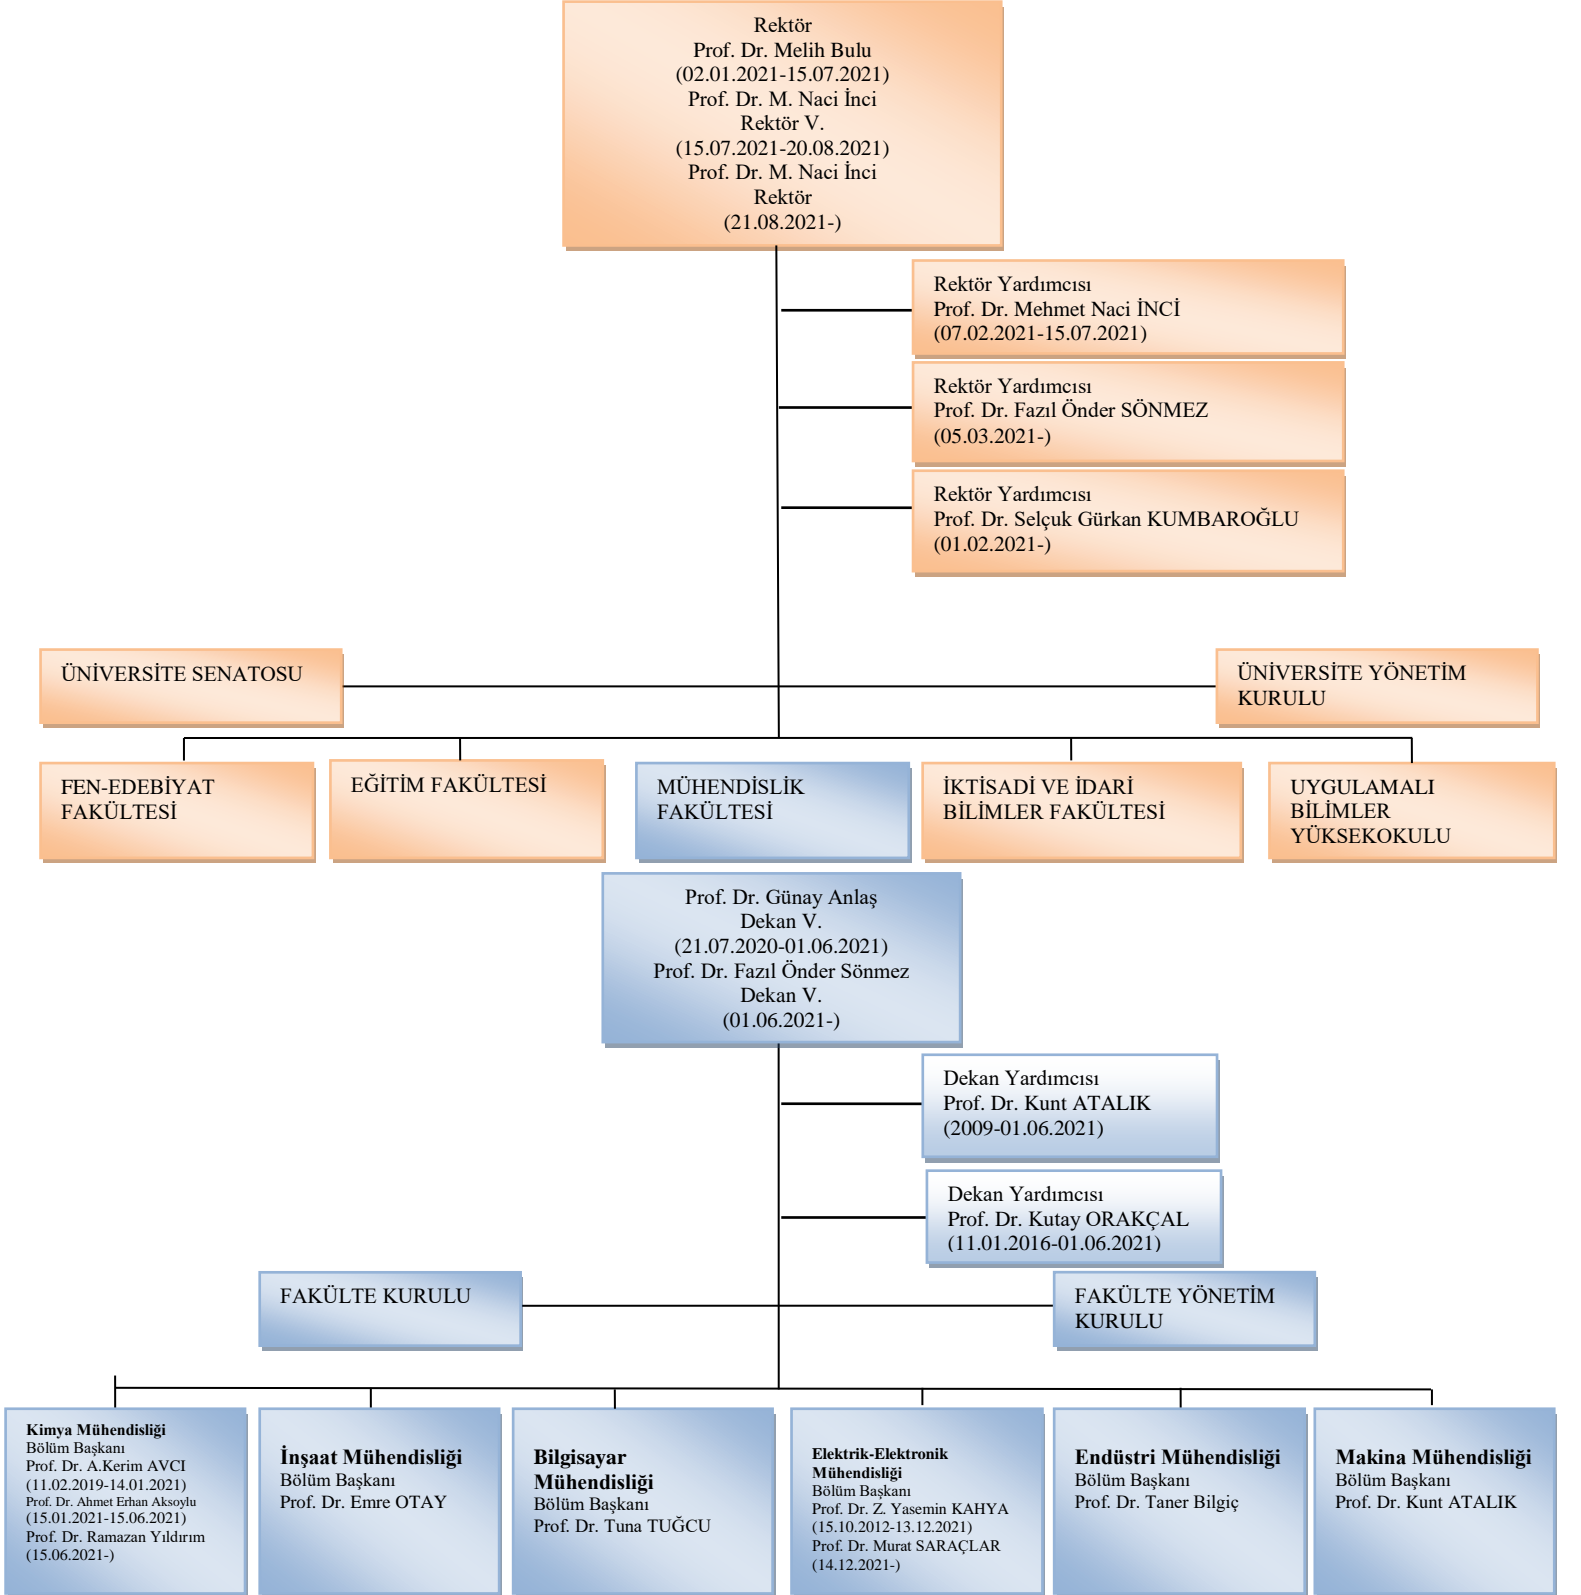 Rektör
Prof. Dr. Melih Bulu
(02.01.2021-15.07.2021)
Prof. Dr. M. Naci İnci
Rektör V.
(15.07.2021-20.08.2021)
Prof. Dr. M. Naci İnci
Rektör
(21.08.2021-)
Rektör Yardımcısı
Prof. Dr. Mehmet Naci İNCİ
(07.02.2021-15.07.2021)
Rektör Yardımcısı
Prof. Dr. Fazıl Önder SÖNMEZ
(05.03.2021-)
Rektör Yardımcısı
Prof. Dr. Selçuk Gürkan KUMBAROĞLU
(01.02.2021-)
ÜNİVERSİTE SENATOSU
ÜNİVERSİTE YÖNETİM
KURULU
FEN-EDEBİYAT
FAKÜLTESİ
EĞİTİM FAKÜLTESİ
MÜHENDİSLİK
FAKÜLTESİ
İKTİSADİ VE İDARİ
BİLİMLER FAKÜLTESİ
UYGULAMALI
BİLİMLER
YÜKSEKOKULU
Prof. Dr. Günay Anlaş
Dekan V.
(21.07.2020-01.06.2021)
Prof. Dr. Fazıl Önder Sönmez
Dekan V.
(01.06.2021-)
Dekan Yardımcısı
Prof. Dr. Kunt ATALIK
(2009-01.06.2021)
Dekan Yardımcısı
Prof. Dr. Kutay ORAKÇAL
(11.01.2016-01.06.2021)
FAKÜLTE KURULU
FAKÜLTE YÖNETİM
KURULU
Kimya Mühendisliği
Bölüm Başkanı
Prof. Dr. A.Kerim AVCI
(11.02.2019-14.01.2021)
Prof. Dr. Ahmet Erhan Aksoylu
(15.01.2021-15.06.2021)
Prof. Dr. Ramazan Yıldırım
(15.06.2021-)
İnşaat Mühendisliği
Bölüm Başkanı
Prof. Dr. Emre OTAY
Bilgisayar
Mühendisliği
Bölüm Başkanı
Prof. Dr. Tuna TUĞCU
Elektrik-Elektronik
Mühendisliği
Bölüm Başkanı
Prof. Dr. Z. Yasemin KAHYA
(15.10.2012-13.12.2021)
Prof. Dr. Murat SARAÇLAR
(14.12.2021-)
Endüstri Mühendisliği
Bölüm Başkanı
Prof. Dr. Taner Bilgiç
Makina Mühendisliği
Bölüm Başkanı
Prof. Dr. Kunt ATALIK